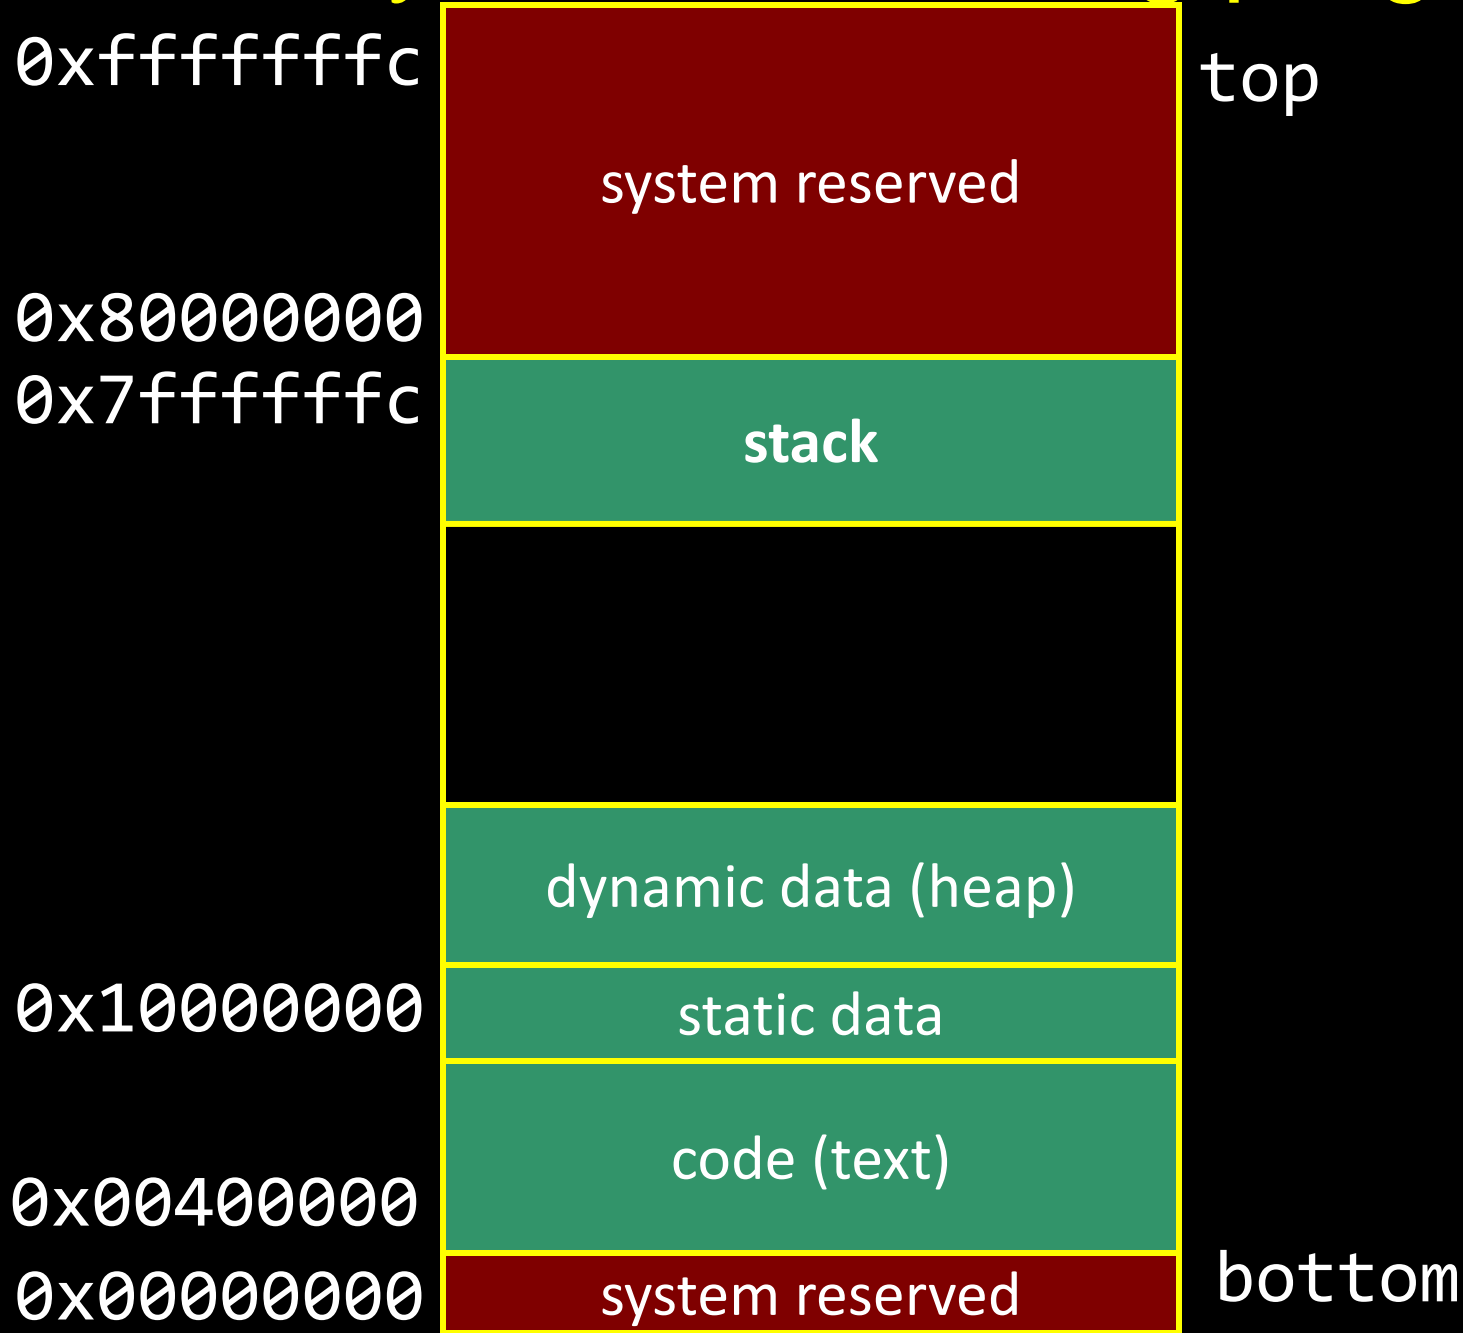 0xfffffffc
top
system reserved
0x80000000
0x7ffffffc
stack
dynamic data (heap)
0x10000000
static data
code (text)
0x00400000
bottom
0x00000000
system reserved